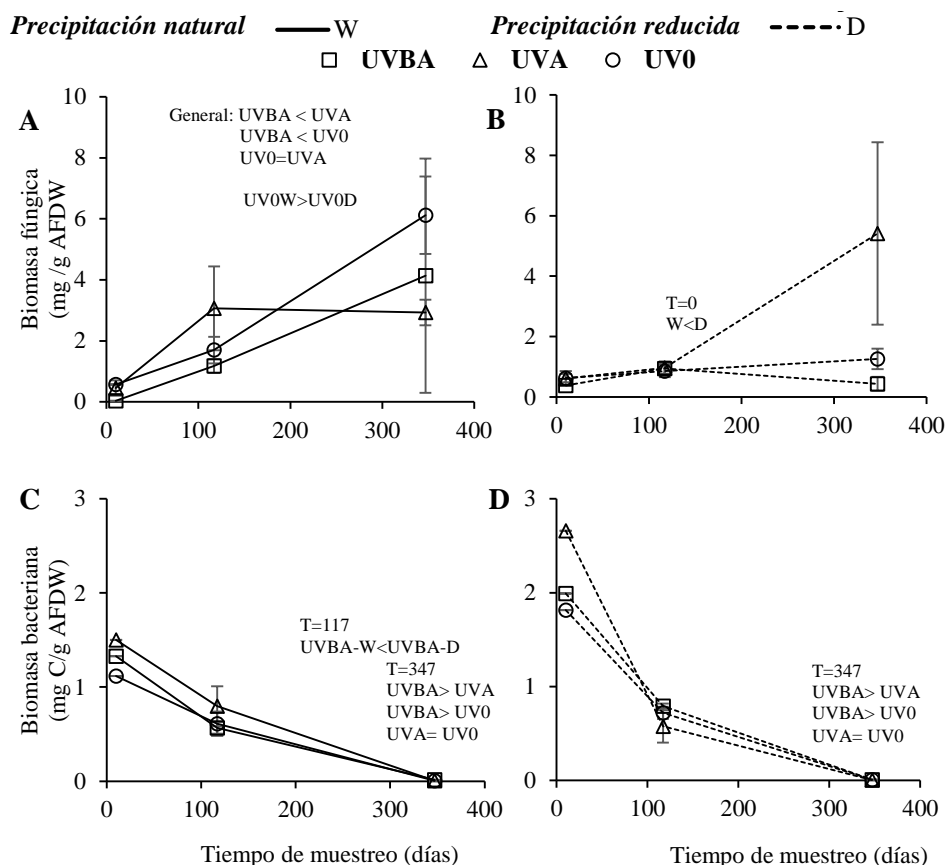 Precipitación natural W Precipitación reducida D
UVBA UVA UV0
A
General: UVBA < UVA
UVBA < UV0
UV0=UVA
UV0W>UV0D
Biomasa fúngica
(mg /g AFDW
10
8
6
4
2
0
0 100 200 300 400
B
T=0
W<D
10
8
6
4
2
0
0 100 200 300 400
C
T=117
UVBA-W<UVBA-D
T=347
UVBA> UVA
UVBA> UV0
UVA= UV0
Biomasa bacteriana
(mg C/g AFDW)
3
2
1
0
0 100 200 300 400
Tiempo de muestreo (días)
D
T=347
UVBA> UVA
UVBA> UV0
UVA= UV0
3
2
1
0
0 100 200 300 400
Tiempo de muestreo (días)